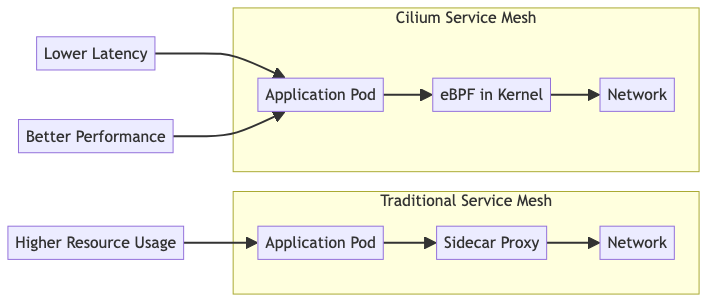 Cilium Service Mesh
Lower Latency
Better Performance
Application Pod
eBPF in Kernel
Network
Traditional Service Mesh
Higher Resource Usage
Application Pod
Sidecar Proxy
Network